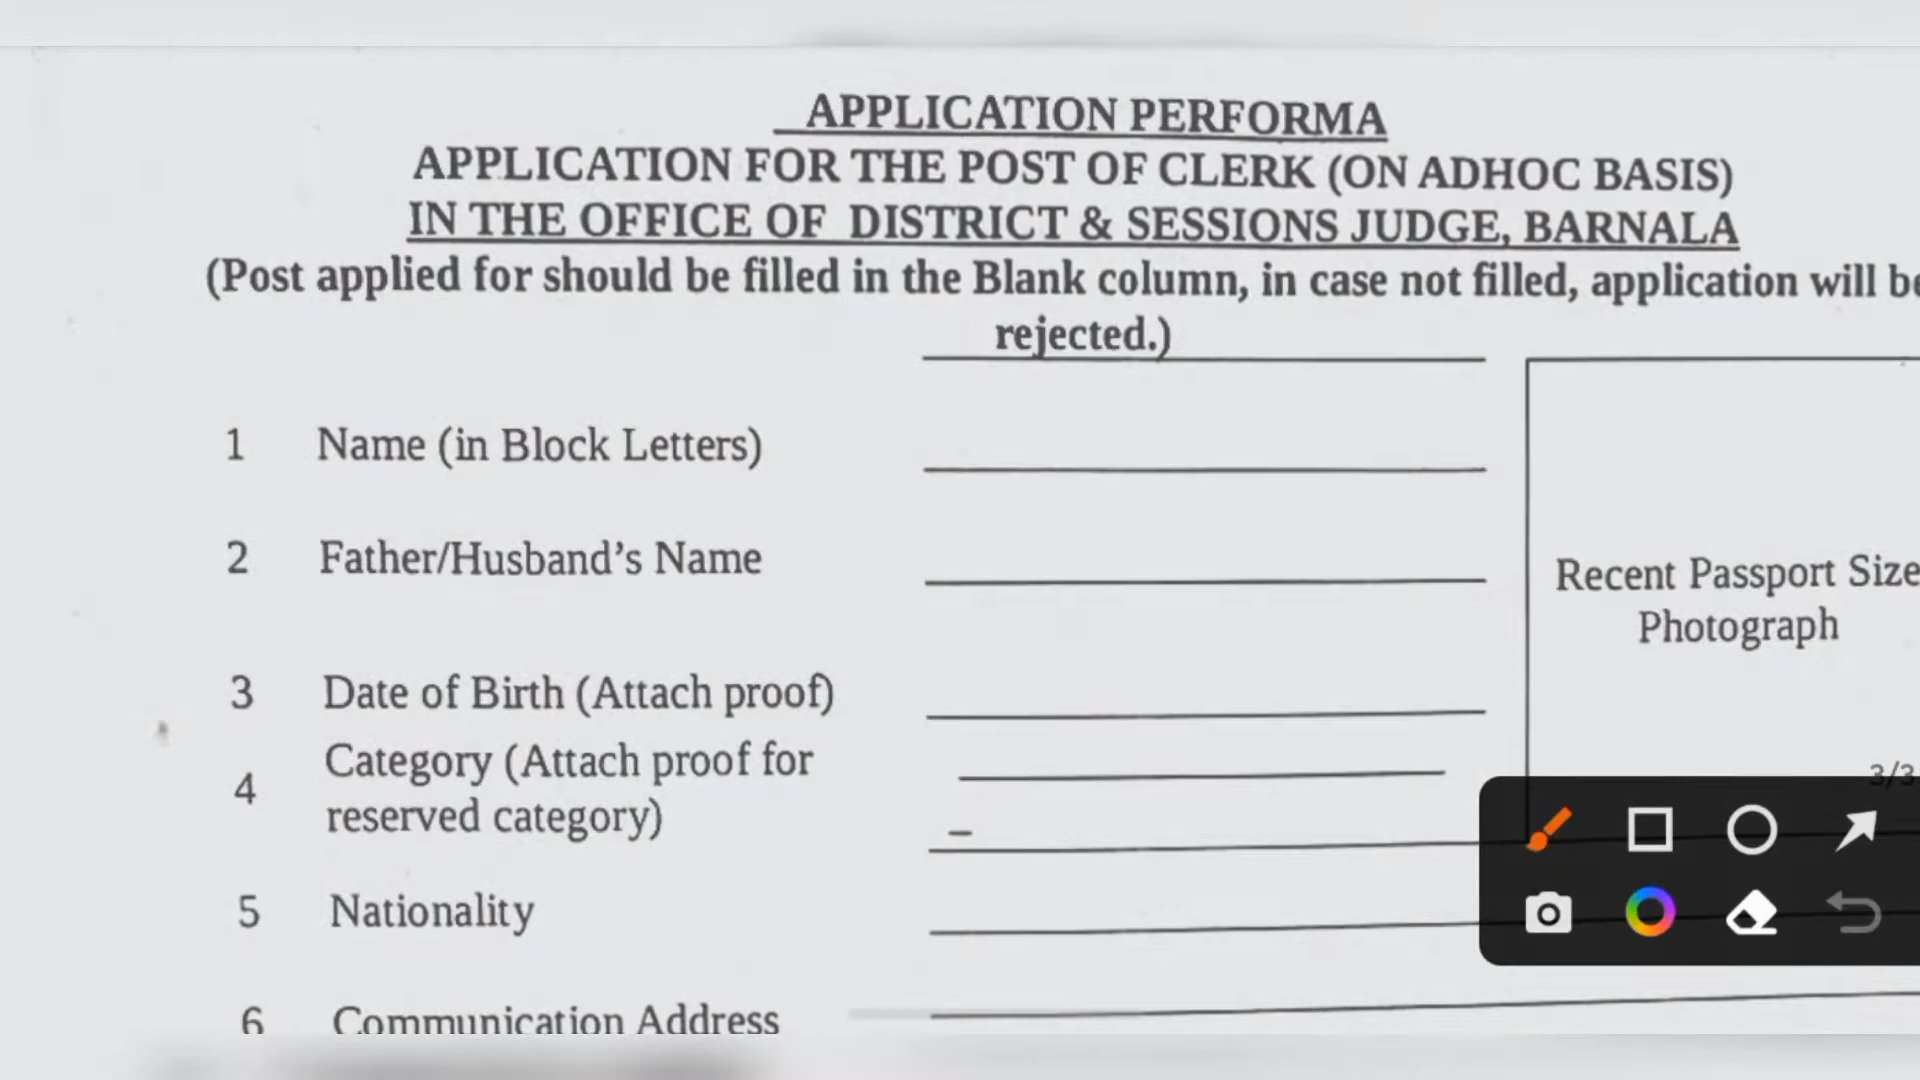 APPLICATION PERFORMA
APPLICATION FOR THE POST OF CLERK (ON ADHOC BASIS)
IN THE OFFICE OF DISTRICT & SESSIONS JUDGE, BARNALA
(Post applied for should be filled in the Blank column, in case not filled, application will be
rejected.)
1 Name (in Block Letters)
2 Father/Husband's Name
Recent Passport Size
Photograph
3 Date of Birth (Attach proof)
4 Category (Attach proof for
reserved category)
3/3
5 Nationality
6 Communication Address